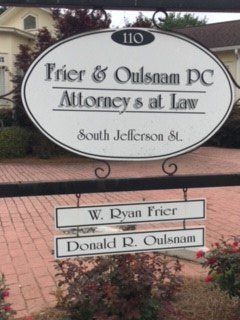 110
Frier & Oulsnam PC
Attorneys at Law
South Jefferson St.
W. Ryan Frier
Donald R. Oulsnam